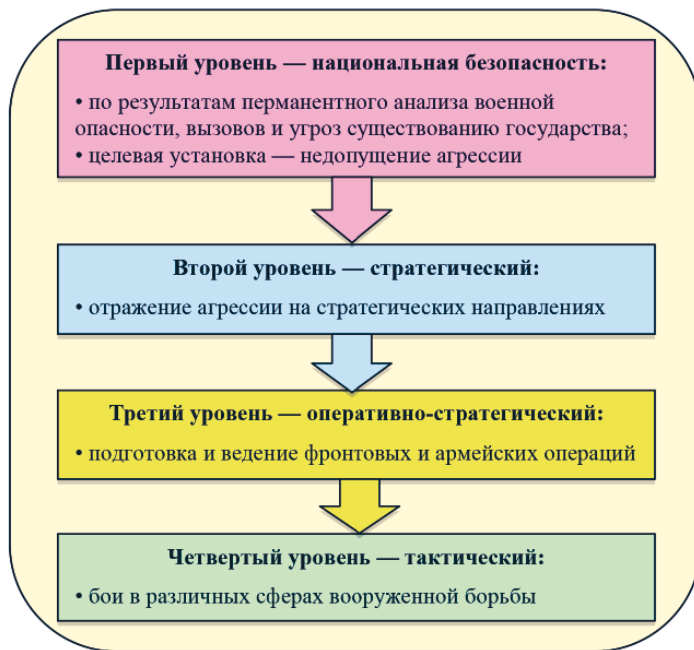 Первый уровень — национальная безопасность:
• по результатам перманентного анализа военной
опасности, вызовов и угроз существованию государства;
• целевая установка — недопущение агрессии
Второй уровень — стратегический:
• отражение агрессии на стратегических направлениях
Третий уровень — оперативно-стратегический:
• подготовка и ведение фронтовых и армейских операций
Четвертый уровень — тактический:
• бои в различных сферах вооруженной борьбы